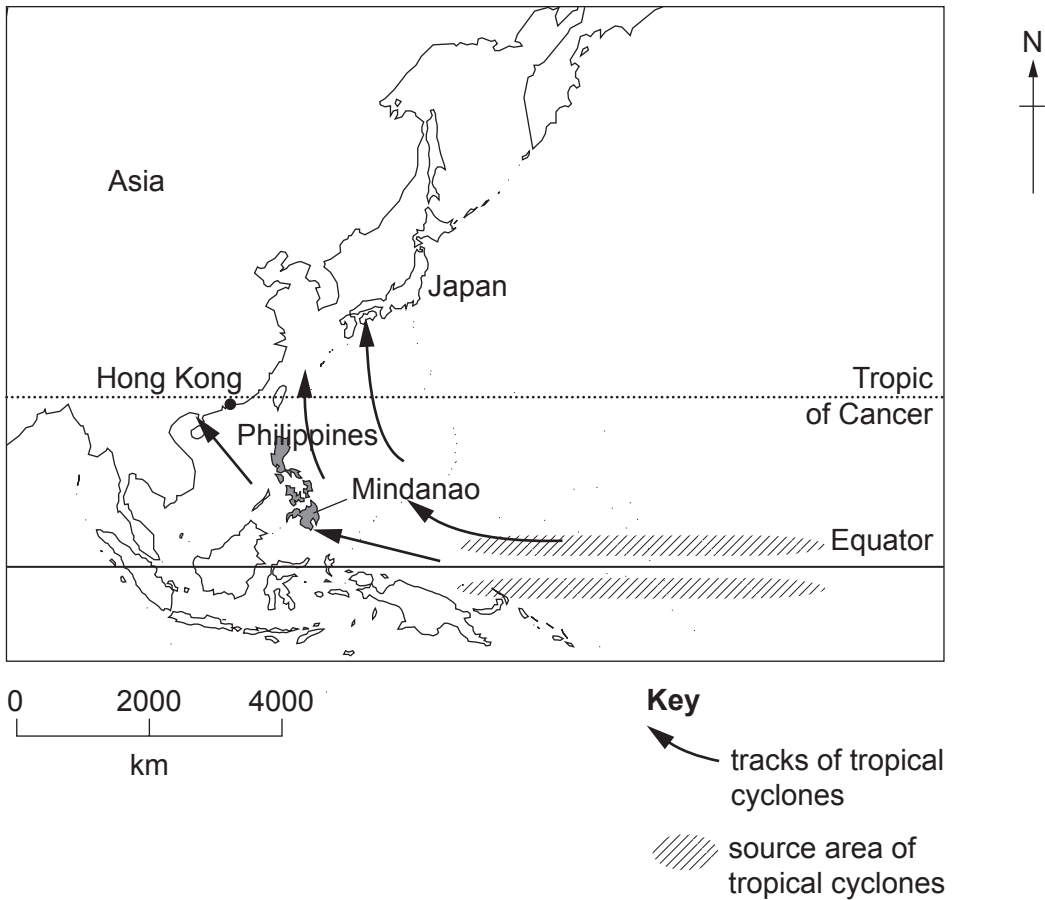 N
Asia
Japan
Hong Kong
Tropic
of Cancer
Philippines
Mindanao
Equator
0 2000 4000
km
Key
tracks of tropical
cyclones
source area of
tropical cyclones